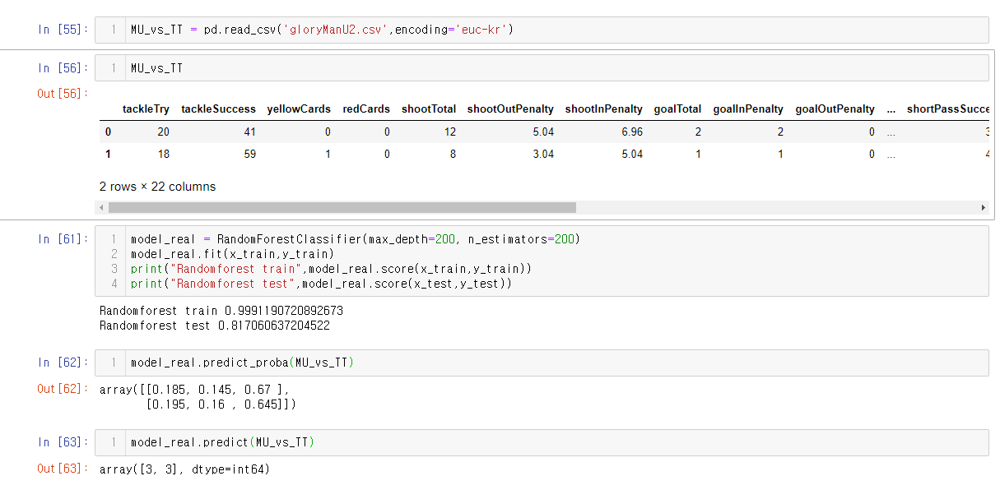 In [55]: 1 MU_vs_TT = pd.read_csv('gloryManU2.csv',encoding='euc-kr')
In [56]: 1 MU_vs_TT
Out[56]:
tackleTry tackleSuccess yellowCards redCards shootTotal shootOutPenalty shootInPenalty goalTotal goalInPenalty goalOutPenalty ... shortPassSucce
0 20 41 0 0 12 5.04 6.96 2 2 0 ...
1 18 59 1 0 8 3.04 5.04 1 1 0 ...
2 rows × 22 columns
In [61]: 1 model_real = RandomForestClassifier(max_depth=200, n_estimators=200)
2 model_real.fit(x_train,y_train)
3 print("Randomforest train",model_real.score(x_train,y_train))
4 print("Randomforest test",model_real.score(x_test,y_test))
Randomforest train 0.9991190720892673
Randomforest test 0.817060637204522
In [62]: 1 model_real.predict_proba(MU_vs_TT)
Out[62]: array([[0.185, 0.145, 0.67 ],
[0.195, 0.16 , 0.645]])
In [63]: 1 model_real.predict(MU_vs_TT)
Out[63]: array([3, 3], dtype=int64)